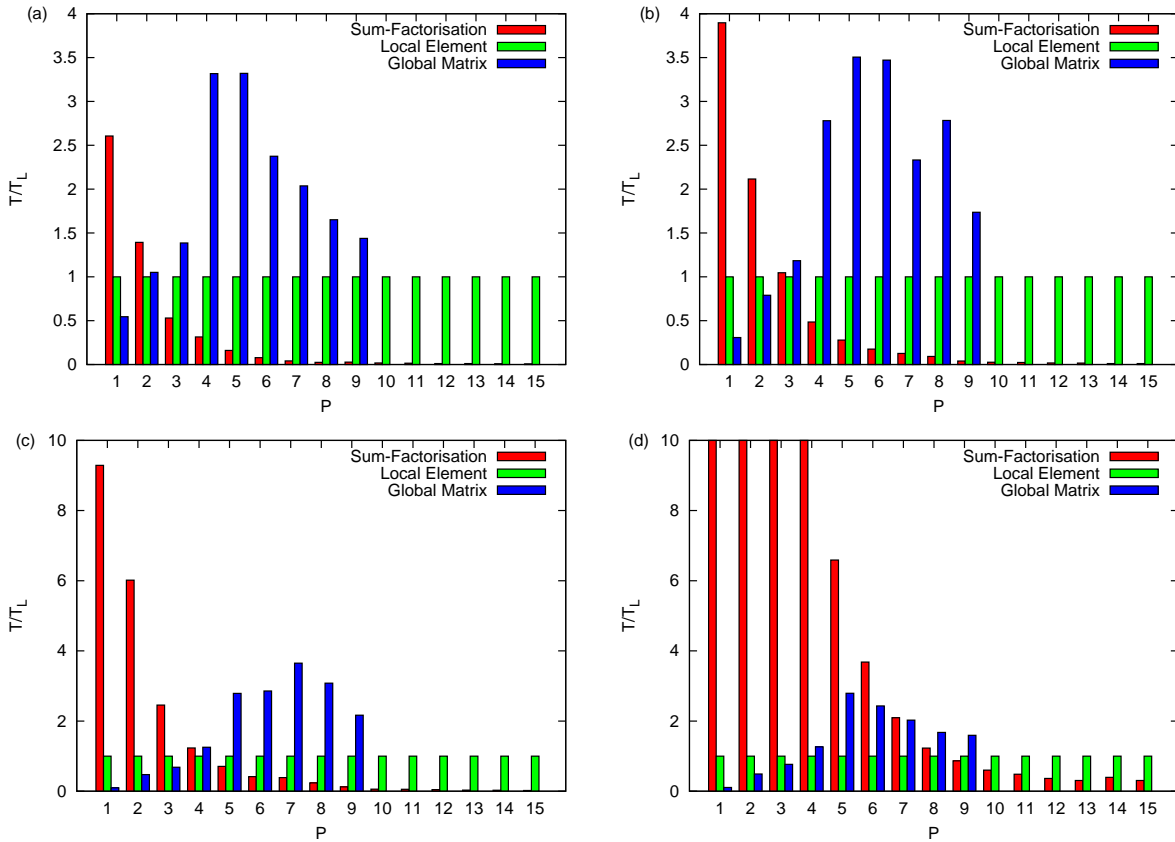 (a)
Sum-Factorisation
Local Element
Global Matrix
T/T_L
4
3.5
3
2.5
2
1.5
1
0.5
0
1 2 3 4 5 6 7 8 9 10 11 12 13 14 15
P
(b)
Sum-Factorisation
Local Element
Global Matrix
T/T_L
4
3.5
3
2.5
2
1.5
1
0.5
0
1 2 3 4 5 6 7 8 9 10 11 12 13 14 15
P
(c)
Sum-Factorisation
Local Element
Global Matrix
T/T_L
10
8
6
4
2
0
1 2 3 4 5 6 7 8 9 10 11 12 13 14 15
P
(d)
Sum-Factorisation
Local Element
Global Matrix
T/T_L
10
8
6
4
2
0
1 2 3 4 5 6 7 8 9 10 11 12 13 14 15
P